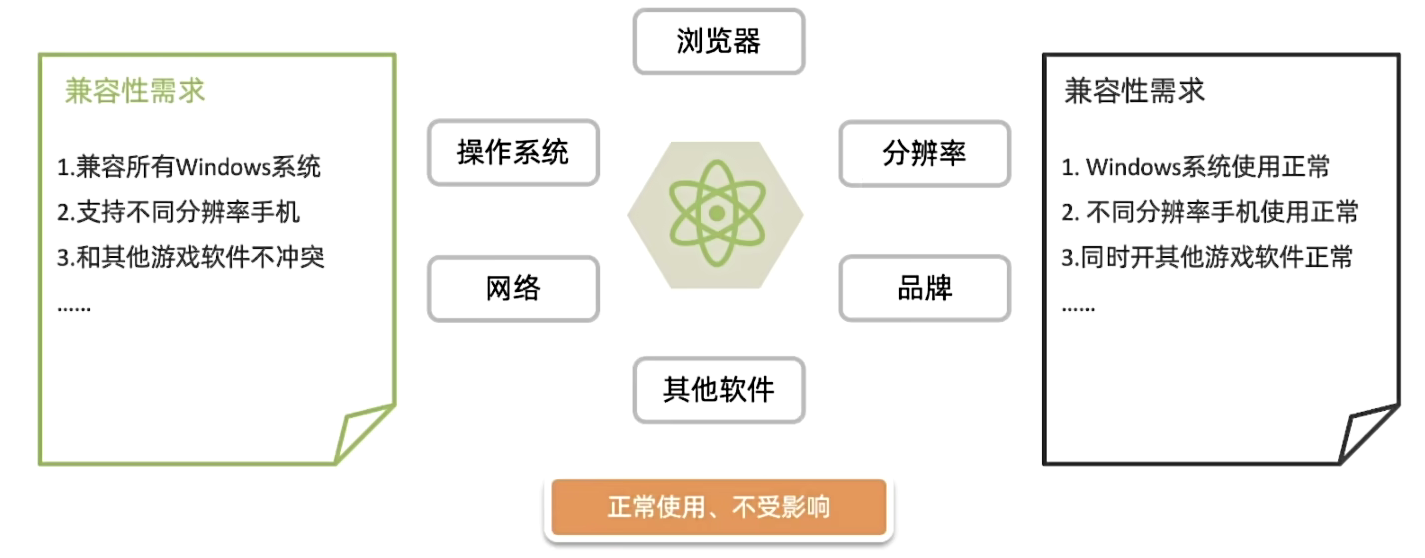 兼容性需求
1.兼容所有Windows系统
2.支持不同分辨率手机
3.和其他游戏软件不冲突
……
浏览器
操作系统
分辨率
网络
品牌
其他软件
正常使用、不受影响
兼容性需求
1. Windows系统使用正常
2. 不同分辨率手机使用正常
3.同时开其他游戏软件正常
……